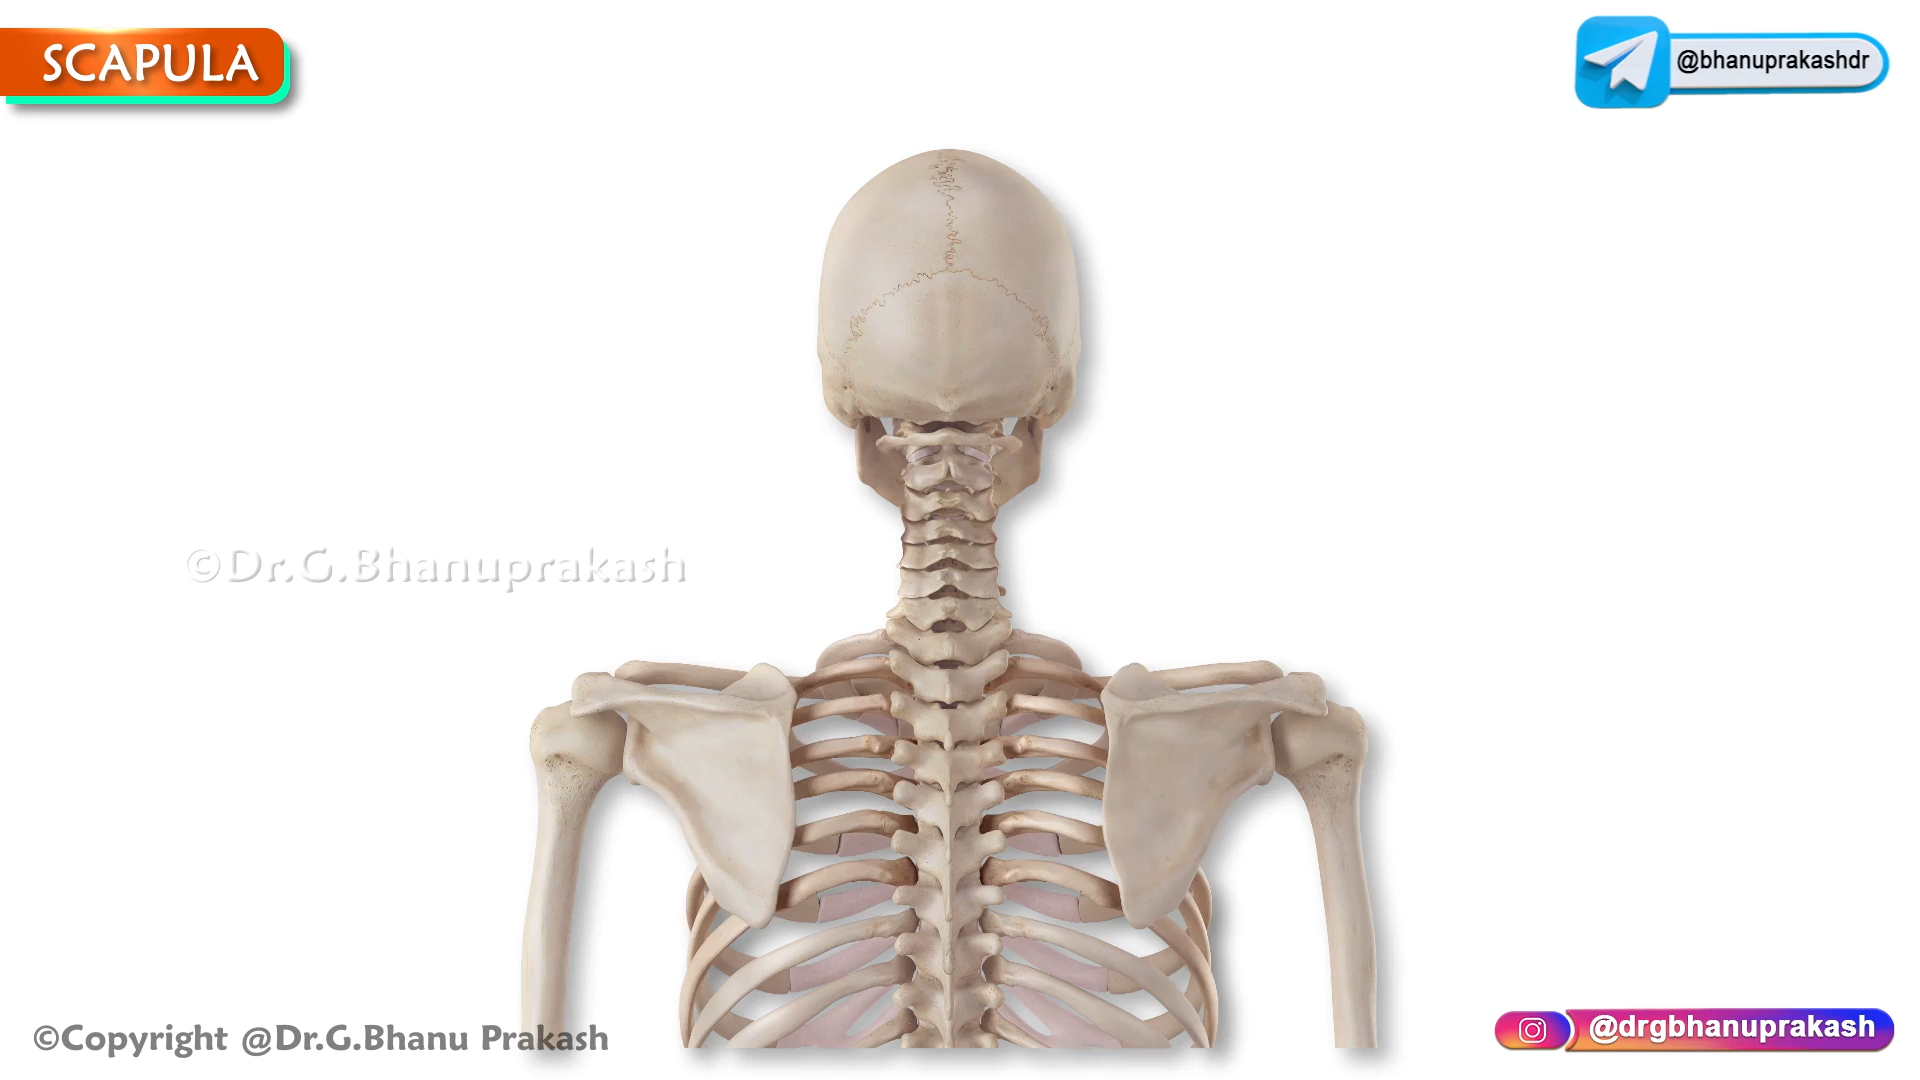 SCAPULA
@bhanuprakashdr
©Dr.G.Bhanuprakash
©Copyright @Dr.G.Bhanu Prakash
@drgbhanuprakash